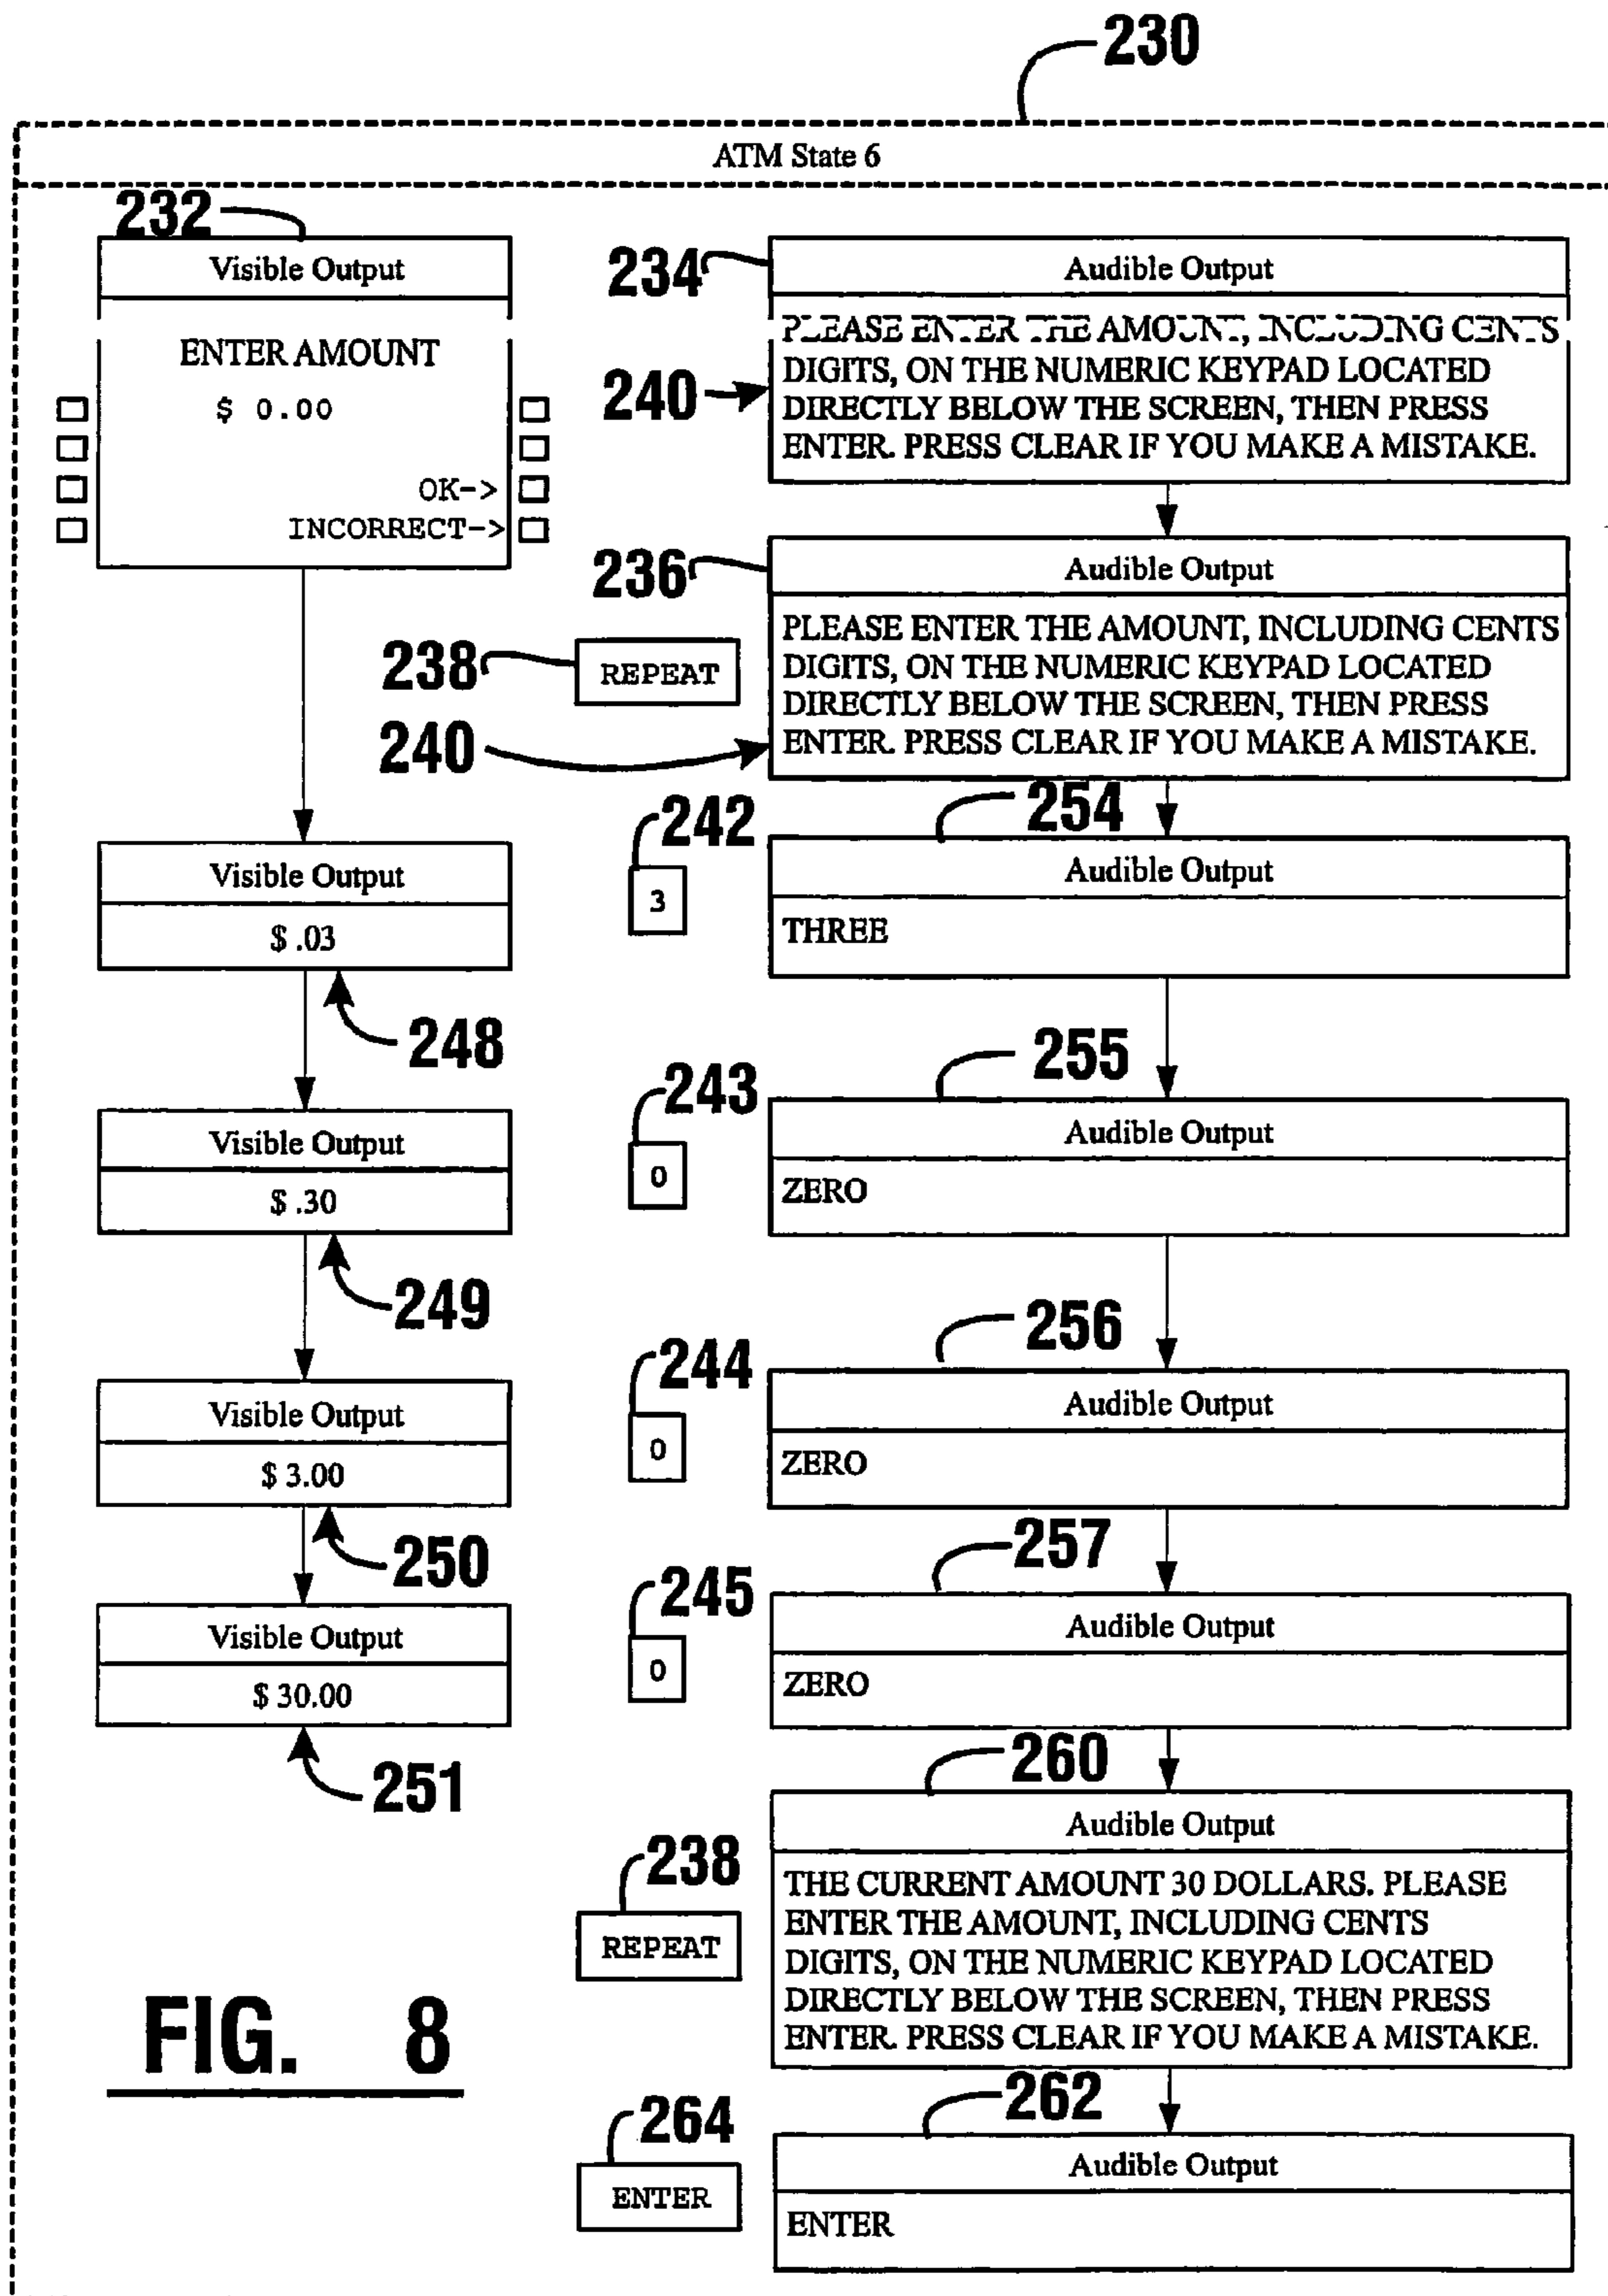 230
ATM State 6
232
Visible Output
ENTER AMOUNT
$ 0.00
OK->
INCORRECT->
234
Audible Output
240
PLEASE ENTER THE AMOUNT, INCLUDING CENTS
DIGITS, ON THE NUMERIC KEYPAD LOCATED
DIRECTLY BELOW THE SCREEN, THEN PRESS
ENTER. PRESS CLEAR IF YOU MAKE A MISTAKE.
236
Audible Output
238
REPEAT
240
PLEASE ENTER THE AMOUNT, INCLUDING CENTS
DIGITS, ON THE NUMERIC KEYPAD LOCATED
DIRECTLY BELOW THE SCREEN, THEN PRESS
ENTER. PRESS CLEAR IF YOU MAKE A MISTAKE.
Visible Output
$ .03
248
242
3
254
Audible Output
THREE
Visible Output
$ .30
249
243
0
255
Audible Output
ZERO
Visible Output
$ 3.00
250
244
0
256
Audible Output
ZERO
Visible Output
$ 30.00
251
245
0
257
Audible Output
ZERO
260
Audible Output
238
REPEAT
THE CURRENT AMOUNT 30 DOLLARS. PLEASE
ENTER THE AMOUNT, INCLUDING CENTS
DIGITS, ON THE NUMERIC KEYPAD LOCATED
DIRECTLY BELOW THE SCREEN, THEN PRESS
ENTER. PRESS CLEAR IF YOU MAKE A MISTAKE.
264
ENTER
262
Audible Output
ENTER
FIG. 8